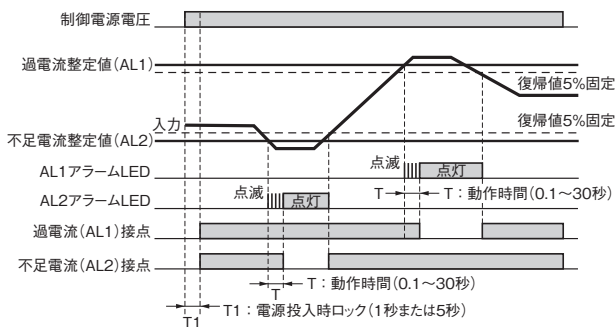 制御電源電圧
過電流整定値(AL1)
復帰値5%固定
入力
復帰値5%固定
不足電流整定値(AL2)
点滅
点灯
AL1アラームLED
T
T：動作時間(0.1〜30秒)
点滅
点灯
AL2アラームLED
過電流(AL1)接点
不足電流(AL2)接点
T：動作時間(0.1〜30秒)
T
T1：電源投入時ロック(1秒または5秒)
T1